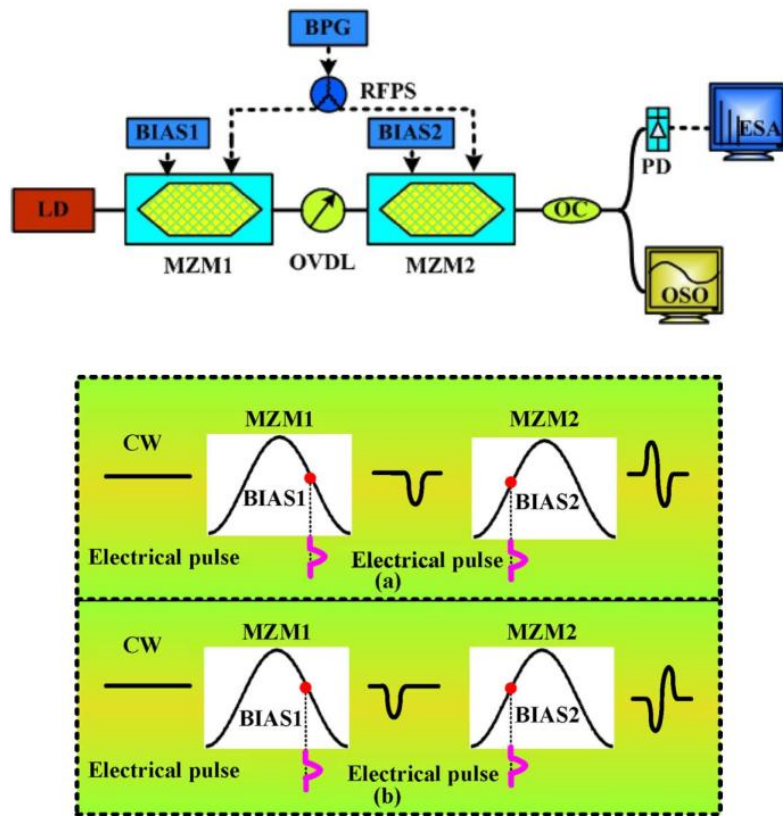 BPG
RFPS
BIAS1
BIAS2
ESA
PD
LD
OC
MZM1
OVDL
MZM2
OSO
MZM1
MZM2
CW
BIAS1
BIAS2
Electrical pulse
Electrical pulse
(a)
MZM1
MZM2
CW
BIAS1
BIAS2
Electrical pulse
Electrical pulse
(b)